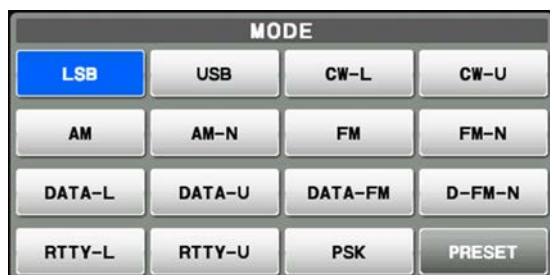 MODE
LSB USB CW-L CW-U
AM AM-N FM FM-N
DATA-L DATA-U DATA-FM D-FM-N
RTTY-L RTTY-U PSK PRESET